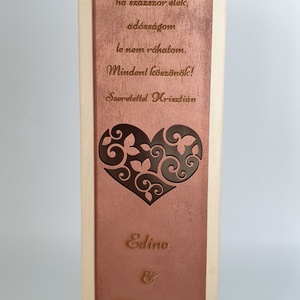 ha százszor élek,
adósságom
le nem róhatom,
Mindent köszönök!
Szeretettel Krisztián
Edina
&